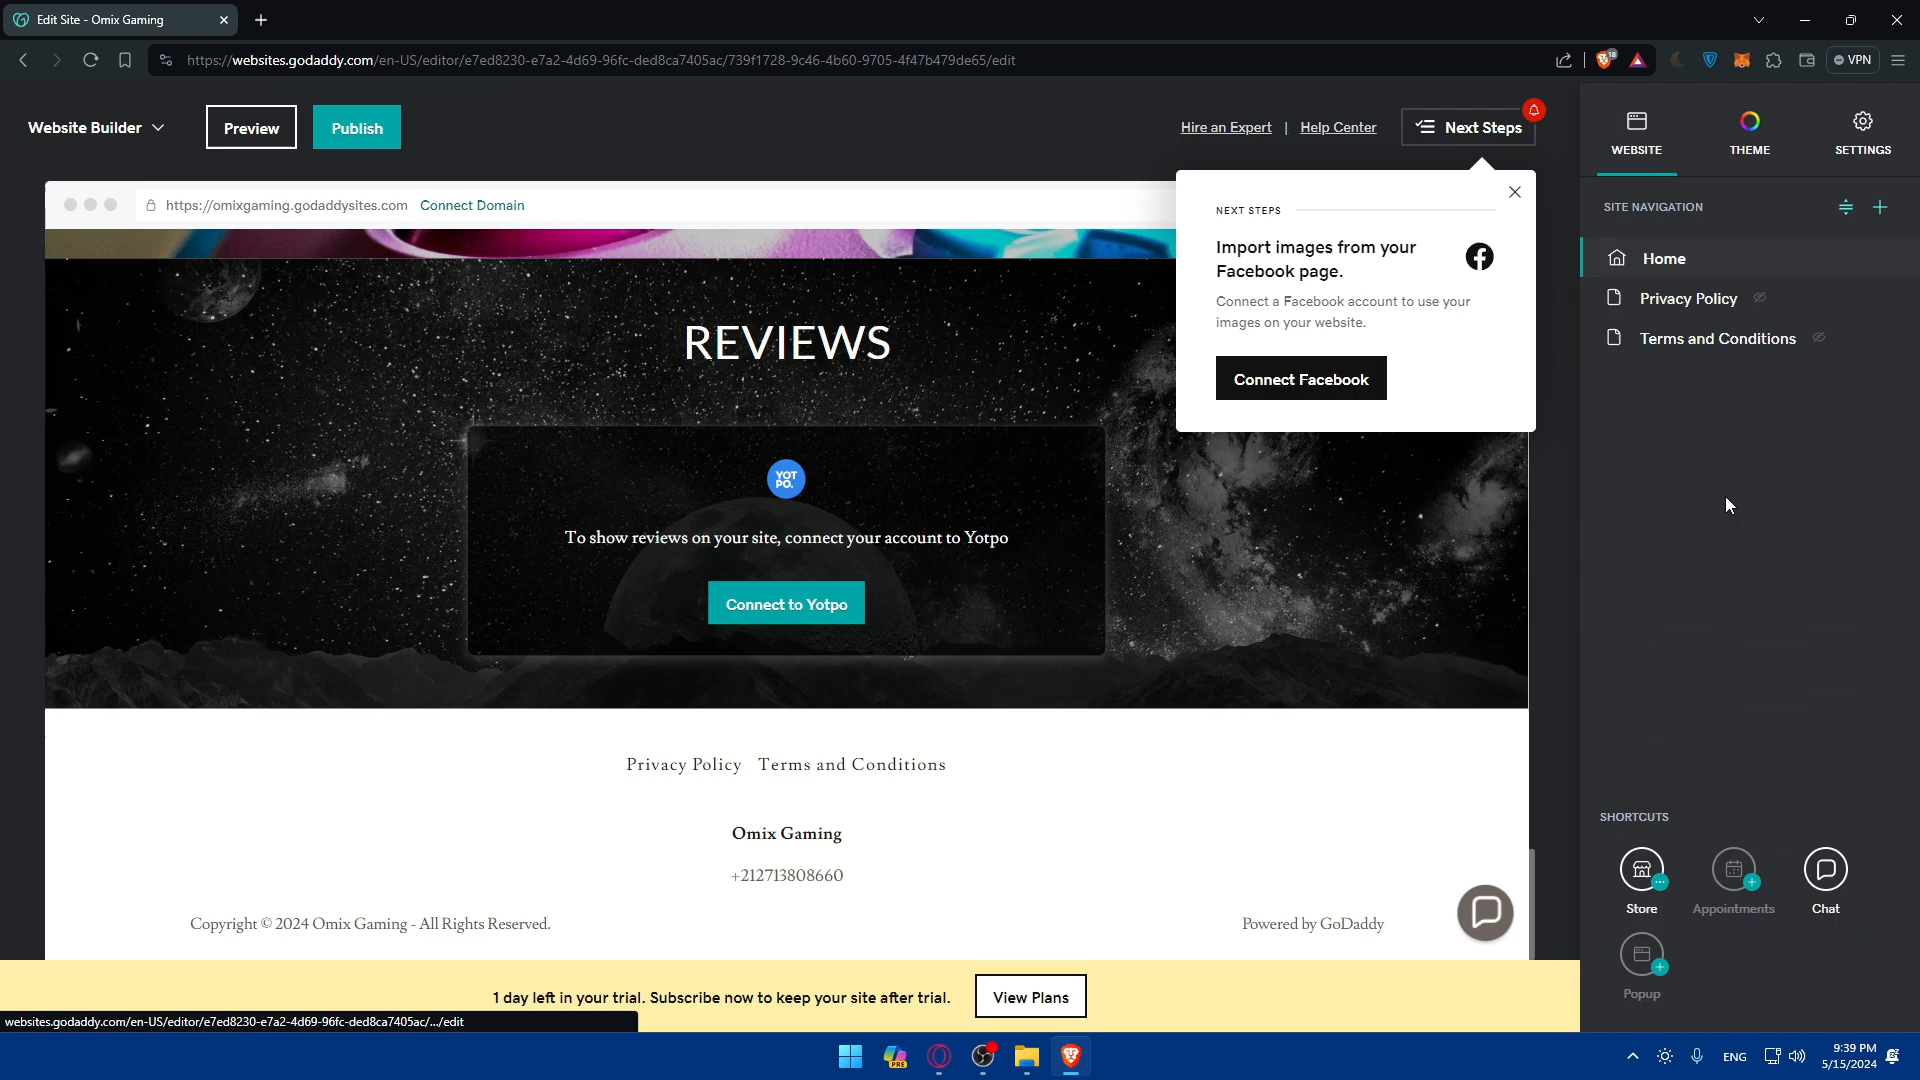 Edit Site - Omix Gaming
https://websites.godaddy.com/en-US/editor/e7ed8230-e7a2-4d69-96fc-ded8ca7405ac/739f1728-9c46-4b60-9705-4f47b479de65/edit
18
VPN
Website Builder
Preview
Publish
Hire an Expert | Help Center
Next Steps
WEBSITE
THEME
SETTINGS
https://omixgaming.godaddysites.com Connect Domain
NEXT STEPS
Import images from your
Facebook page.
Connect a Facebook account to use your
images on your website.
Connect Facebook
SITE NAVIGATION
Home
Privacy Policy
Terms and Conditions
REVIEWS
YOT
PO.
To show reviews on your site, connect your account to Yotpo
Connect to Yotpo
Privacy Policy Terms and Conditions
Omix Gaming
+212713808660
Copyright © 2024 Omix Gaming - All Rights Reserved.
Powered by GoDaddy
SHORTCUTS
Store
Appointments
Chat
Popup
1 day left in your trial. Subscribe now to keep your site after trial.
View Plans
websites.godaddy.com/en-US/editor/e7ed8230-e7a2-4d69-96fc-ded8ca7405ac/.../edit
PRE
ENG
9:39 PM
5/15/2024